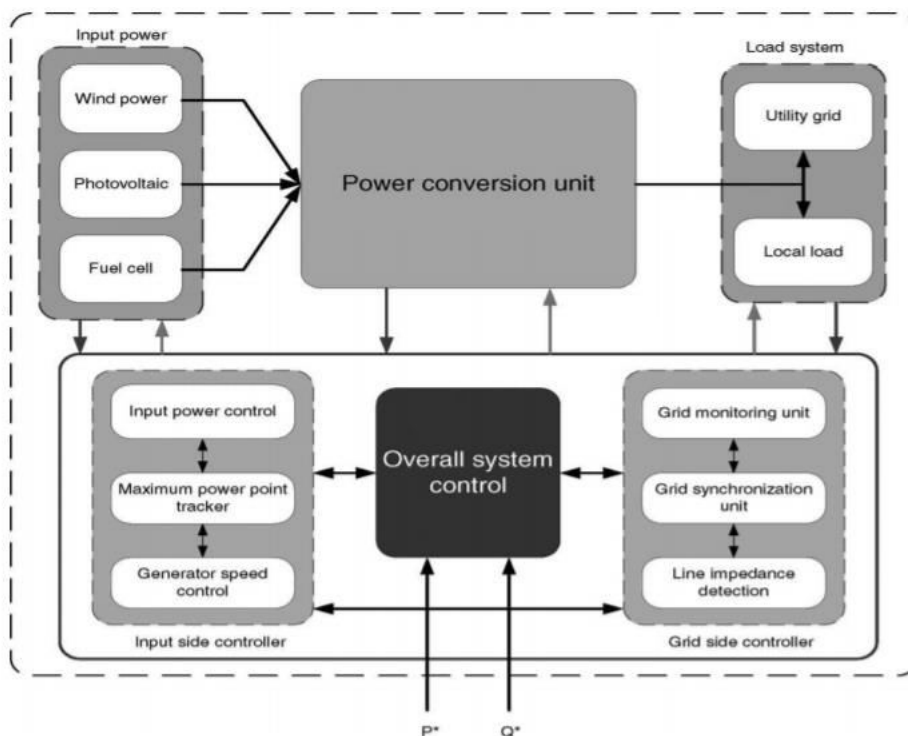 Input power
Load system
Wind power
Photovoltaic
Fuel cell
Power conversion unit
Utility grid
Local load
Input power control
Maximum power point
tracker
Generator speed
control
Input side controller
Overall system
control
Grid monitoring unit
Grid synchronization
unit
Line impedance
detection
Grid side controller
P*
Q*